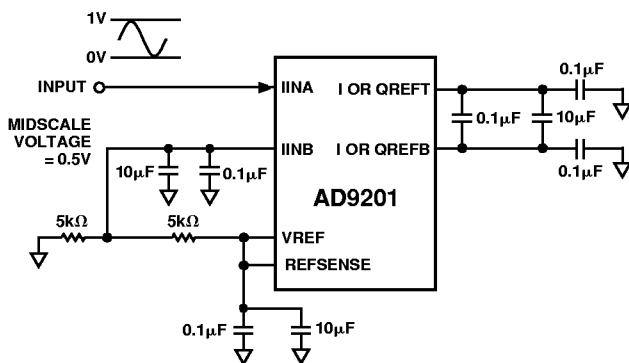 1V
0V
INPUT
IINA
I OR QREFT
0.1µF
0.1µF
10µF
MIDSCALE
VOLTAGE
= 0.5V
IINB
I OR QREFB
10µF
0.1µF
0.1µF
AD9201
5kΩ
5kΩ
VREF
REFSENSE
0.1µF
10µF